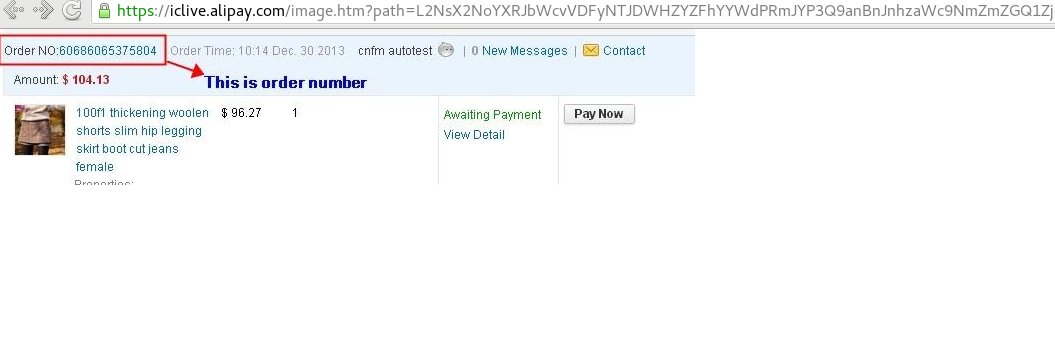 https://iclive.alipay.com/image.htm?path=L2NsX2NoYXRJbWcvVDFyNTJDWHZYZFhYYWdPRmJYP3Q9anBnJnhzaWc9NmZmZGQ1Zj
Order NO:60686065375804 Order Time: 10:14 Dec. 30 2013 cnfm autotest | 0 New Messages | Contact
Amount: $ 104.13 This is order number
100f1 thickening woolen $ 96.27 1 Awaiting Payment Pay Now
shorts slim hip legging View Detail
skirt boot cut jeans
female
Properties: